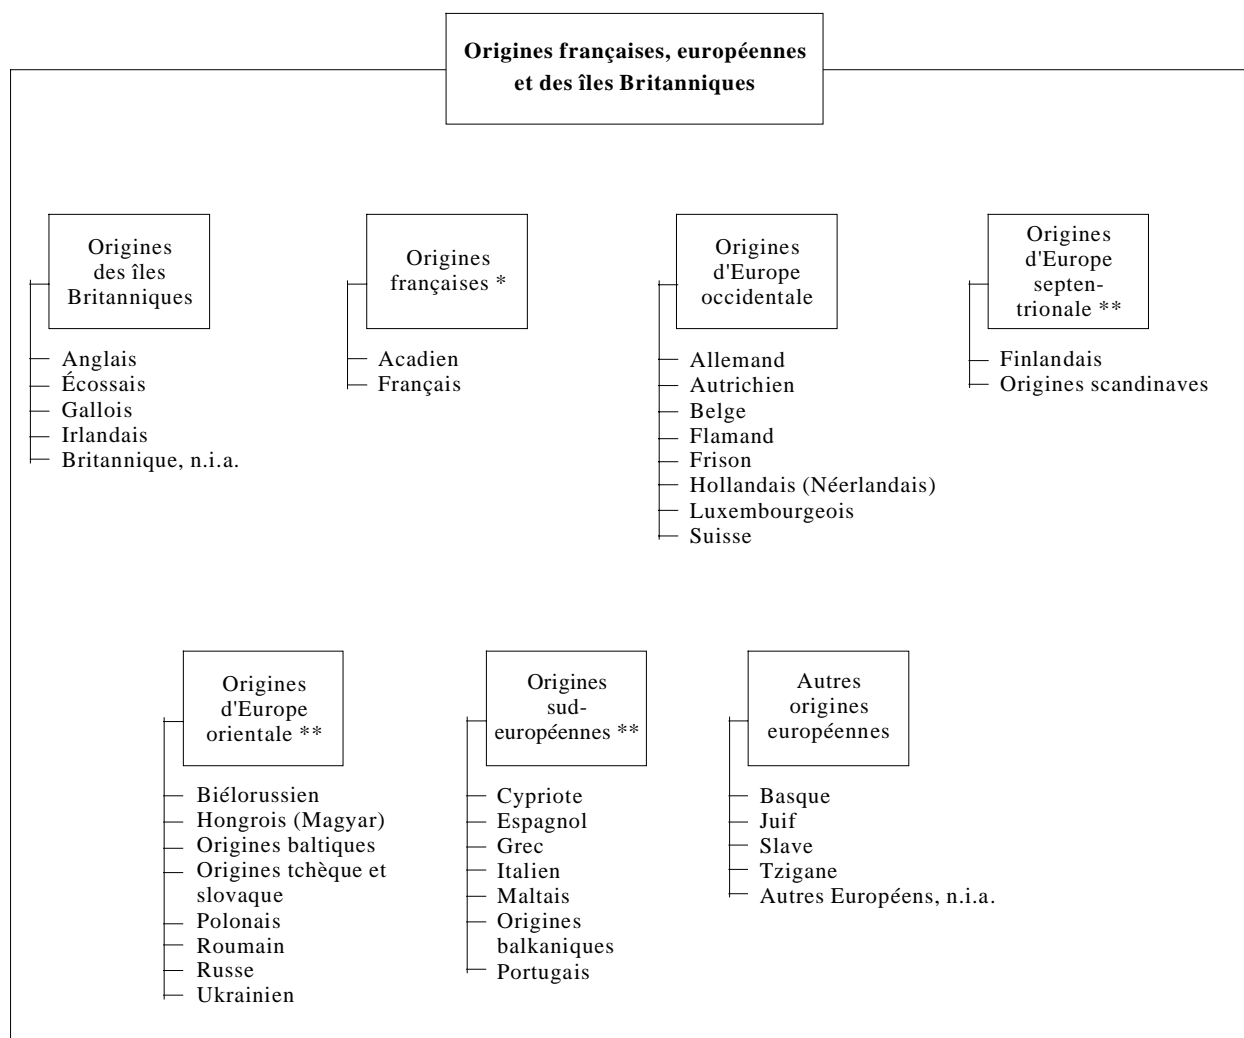 Origines françaises, européennes
et des îles Britanniques
Origines
des îles
Britanniques
Anglais
Écossais
Gallois
Irlandais
Britannique, n.i.a.
Origines
françaises *
Acadien
Français
Origines
d'Europe
occidentale
Allemand
Autrichien
Belge
Flamand
Frison
Hollandais (Néerlandais)
Luxembourgeois
Suisse
Origines
d'Europe
septen-
trionale **
Finlandais
Origines scandinaves
Origines
d'Europe
orientale **
Biélorussien
Hongrois (Magyar)
Origines baltiques
Origines tchèque et
slovaque
Polonais
Roumain
Russe
Ukrainien
Origines
sud-
européennes **
Cypriote
Espagnol
Grec
Italien
Maltais
Origines
balkaniques
Portugais
Autres
origines
européennes
Basque
Juif
Slave
Tzigane
Autres Européens, n.i.a.